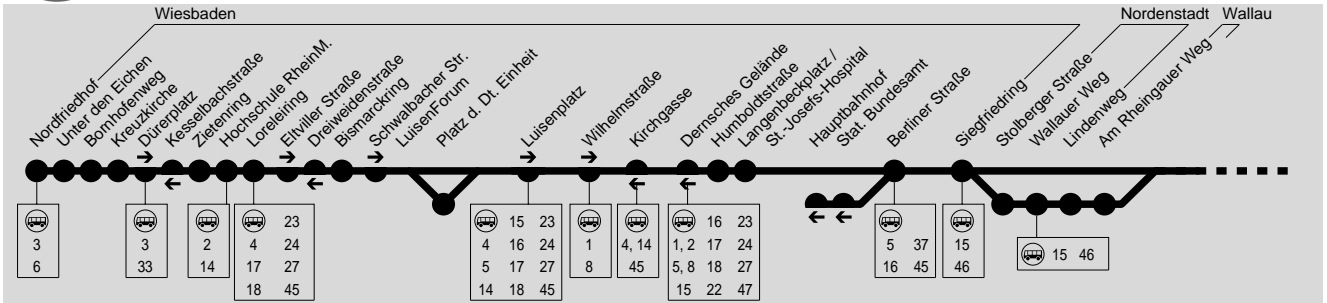 Wiesbaden
Nordenstadt
Wallau
Nordfriedhof
Unter den Eichen
Bornhofenweg
Kreuzkirche
Dürerplatz
Kesselbachstraße
Zietenring
Hochschule RheinM.
Loreleiring
Eltviller Straße
Dreiweidenstraße
Bismarckring
Schwalbacher Str.
LuisenForum
Platz d. Dt. Einheit
Luisenplatz
Wilhelmstraße
Kirchgasse
Dernsches Gelände
Humboldtstraße
Langenbeckplatz /
St.-Josefs-Hospital
Hauptbahnhof
Stat. Bundesamt
Berliner Straße
Siegfriedring
Stolberger Straße
Wallauer Weg
Lindenweg
Am Rheingauer Weg
3
6
3
33
2
14
23
4 24
17 27
18 45
15 23
4 16 24
5 17 27
14 18 45
1
8
4, 14
45
16 23
1, 2 17 24
5, 8 18 27
15 22 47
5 37
16 45
15
46
15 46